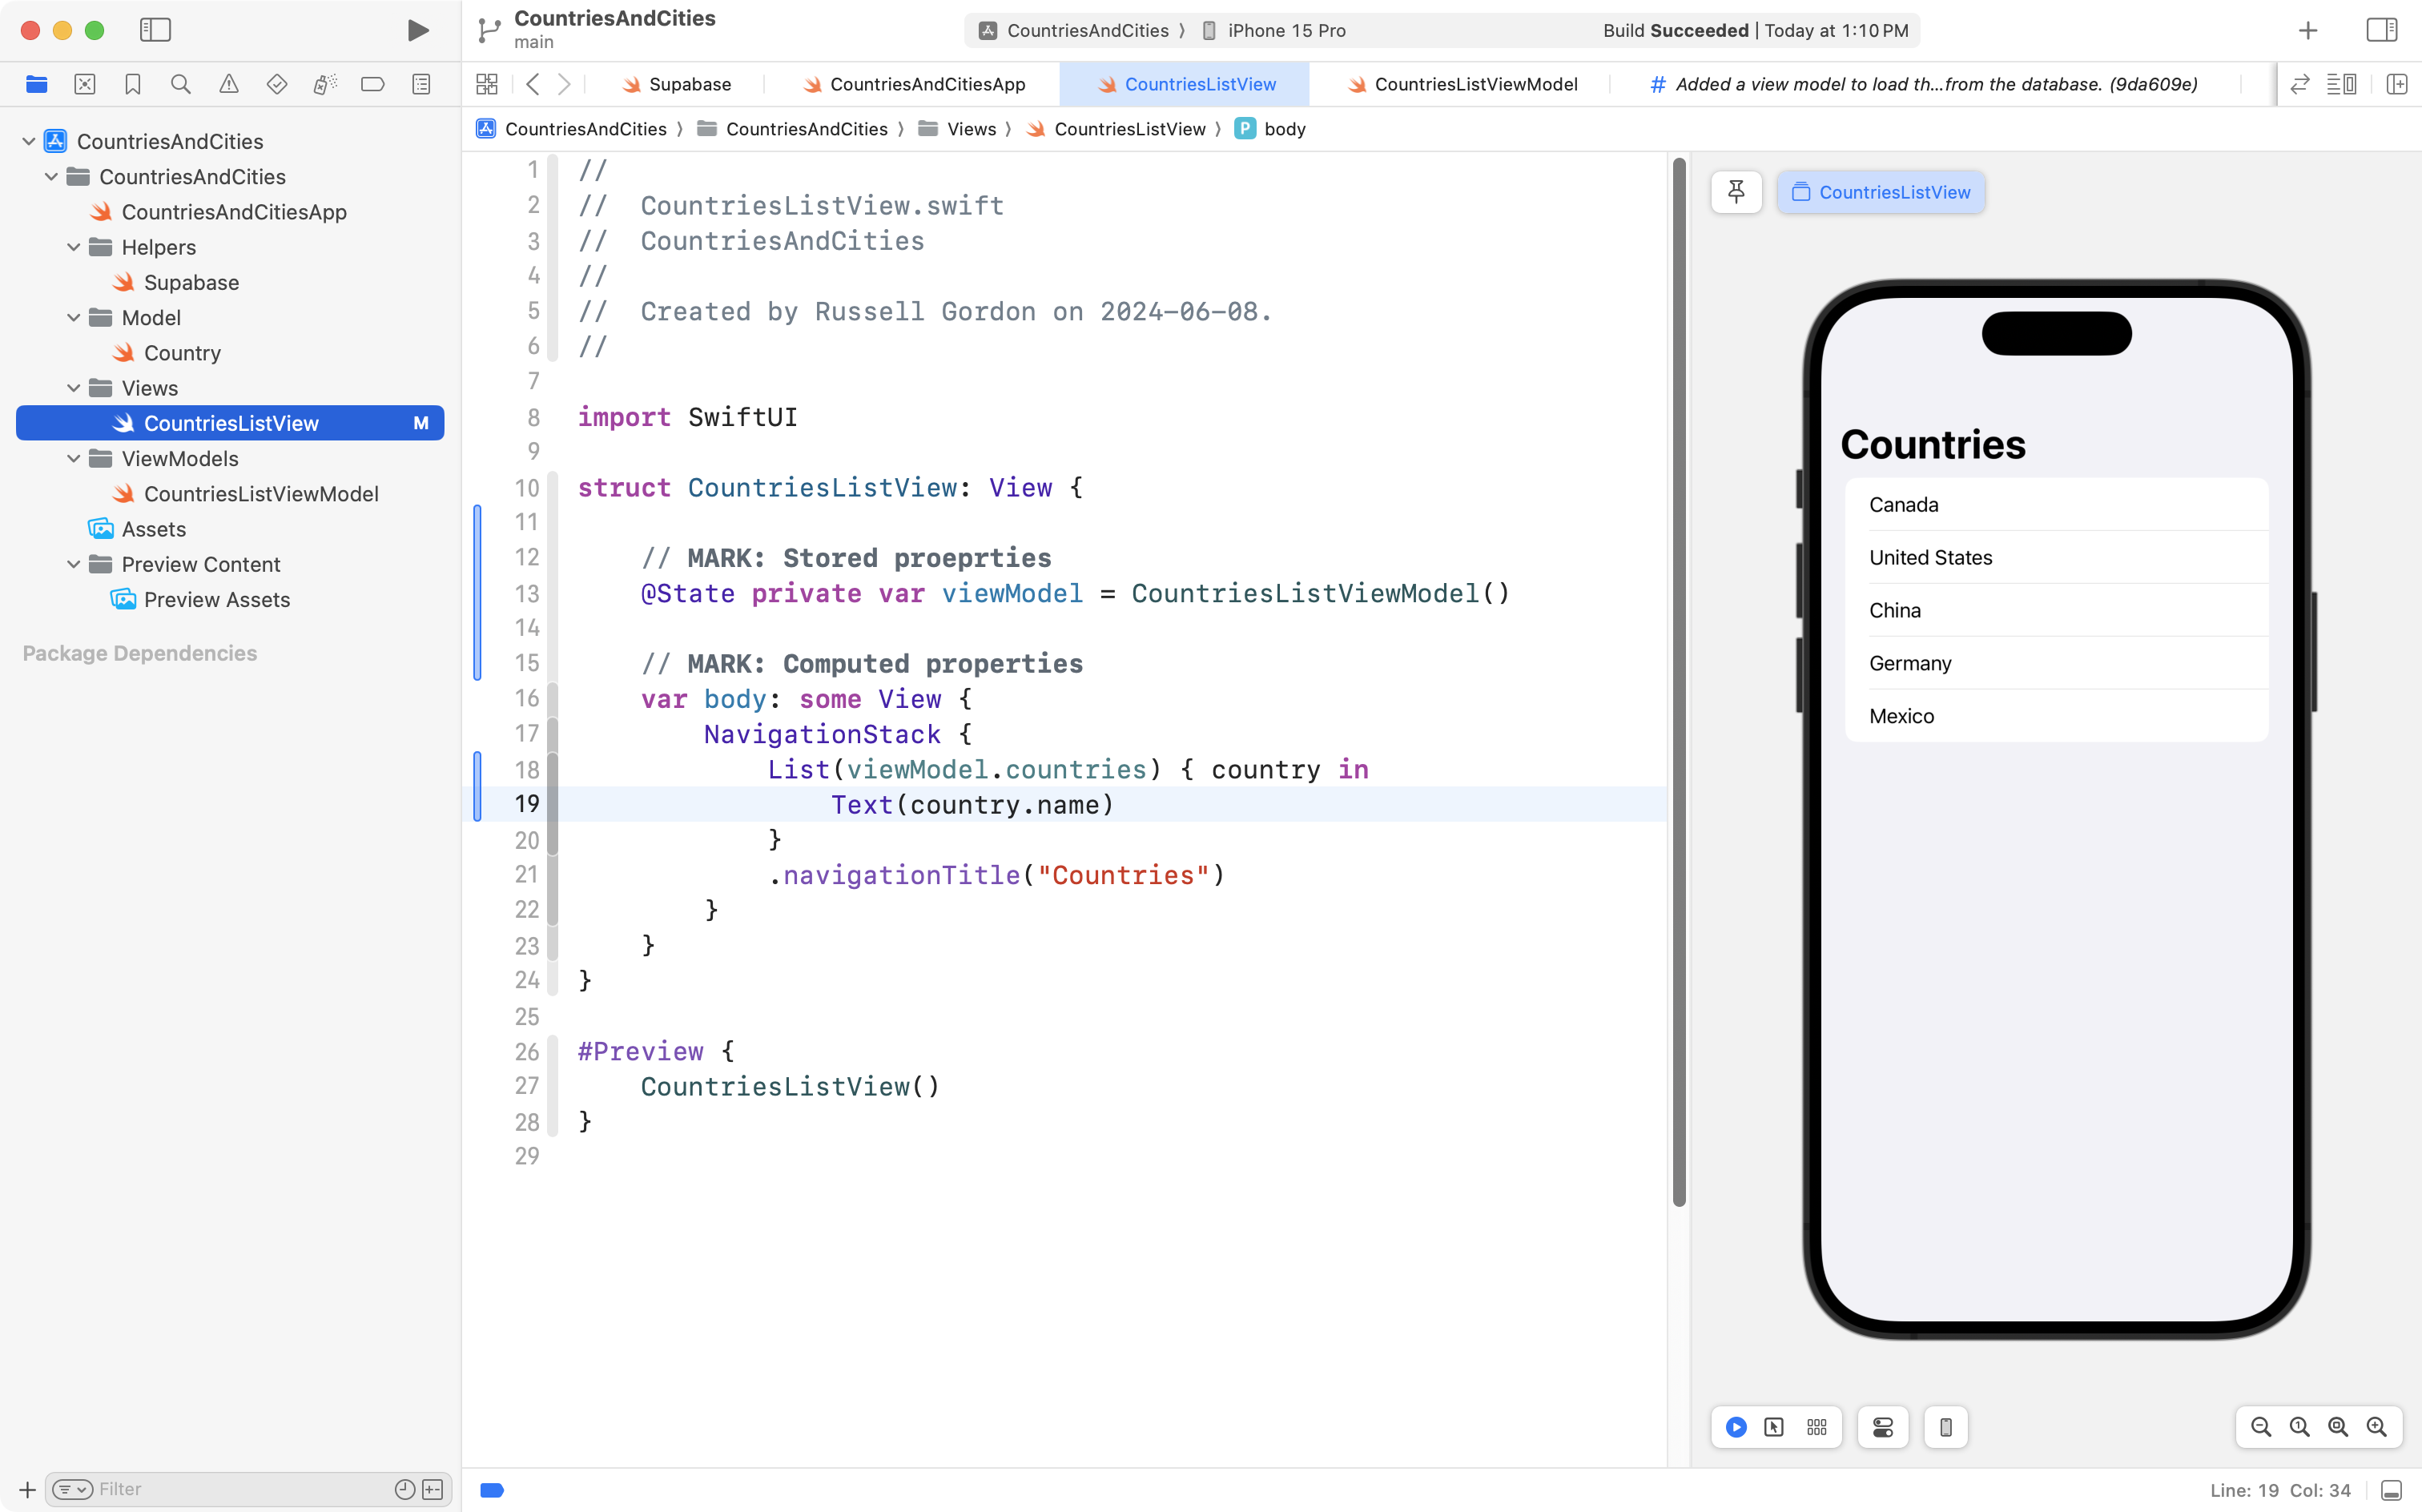 CountriesAndCities
main
CountriesAndCities 〉 iPhone 15 Pro
Build Succeeded | Today at 1:10 PM
Supabase
CountriesAndCitiesApp
CountriesListView
CountriesListViewModel
# Added a view model to load th...from the database. (9da609e)
CountriesAndCities 〉 CountriesAndCities 〉 Views 〉 CountriesListView 〉 P body
CountriesAndCities
CountriesAndCities
CountriesAndCitiesApp
Helpers
Supabase
Model
Country
Views
CountriesListView M
ViewModels
CountriesListViewModel
Assets
Preview Content
Preview Assets
Package Dependencies
Filter
1 //
2 //  CountriesListView.swift
3 //  CountriesAndCities
4 //
5 //  Created by Russell Gordon on 2024-06-08.
6 //
7
8 import SwiftUI
9
10 struct CountriesListView: View {
11
12     // MARK: Stored proeprties
13     @State private var viewModel = CountriesListViewModel()
14
15     // MARK: Computed properties
16     var body: some View {
17         NavigationStack {
18             List(viewModel.countries) { country in
19                 Text(country.name)
20             }
21             .navigationTitle("Countries")
22         }
23     }
24 }
25
26 #Preview {
27     CountriesListView()
28 }
29
CountriesListView
Countries
Canada
United States
China
Germany
Mexico
Line: 19 Col: 34